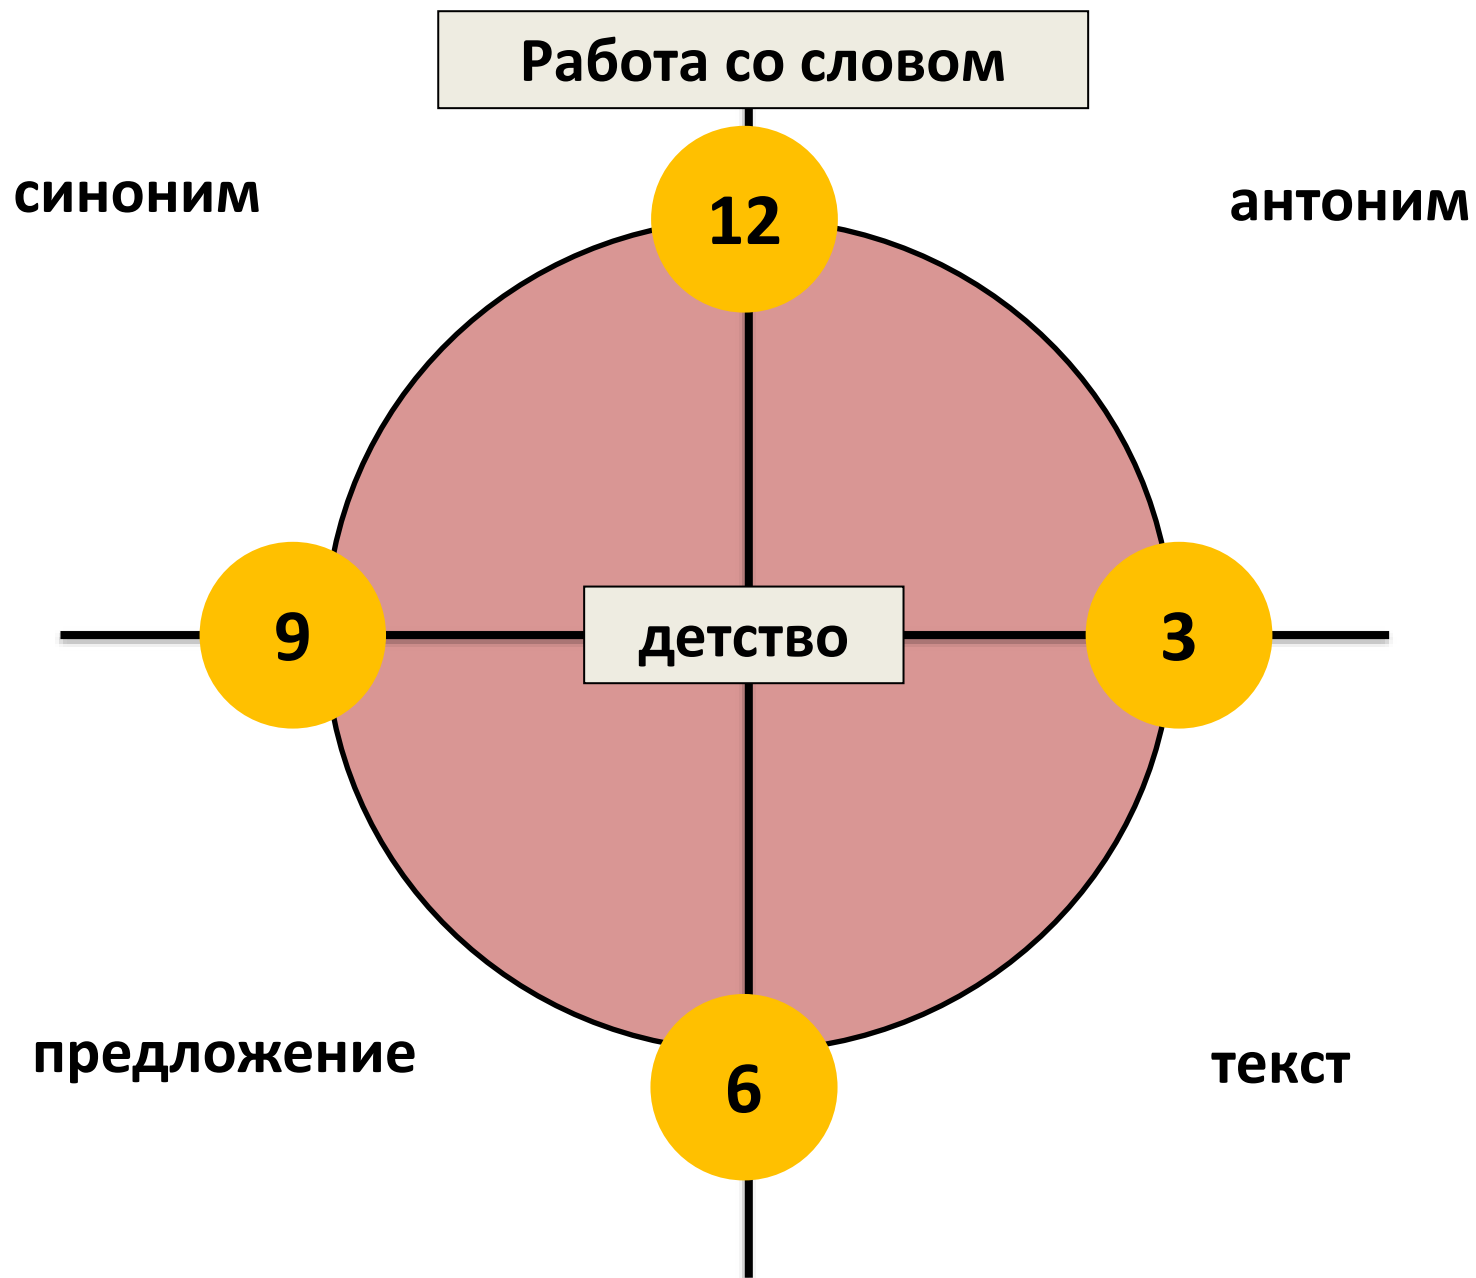 Работа со словом
синоним
12
антоним
9
детство
3
предложение
6
текст